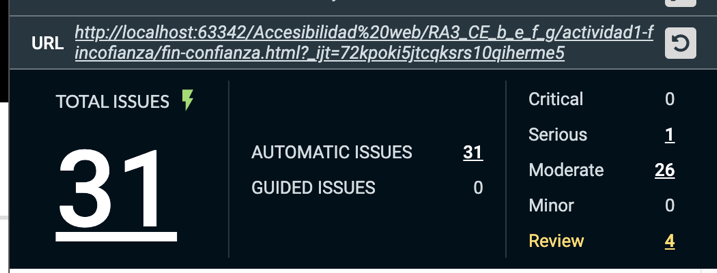 URL http://localhost:63342/Accesibilidad%20web/RA3_CE_b_e_f_g/actividad1-f
incofianza/fin-confianza.html?_ijt=72kpoki5jtcqksrs10qiherme5
TOTAL ISSUES
31
AUTOMATIC ISSUES 31
GUIDED ISSUES 0
Critical 0
Serious 1
Moderate 26
Minor 0
Review 4